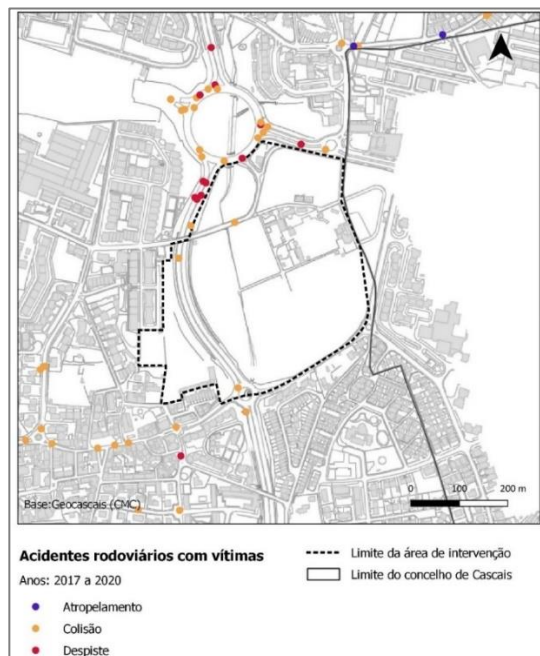 Base:Geocascais (CMC)
0 100 200 m
Acidentes rodoviários com vítimas
Anos: 2017 a 2020
Atropelamento
Colisão
Despiste
Limite da área de intervenção
Limite do concelho de Cascais